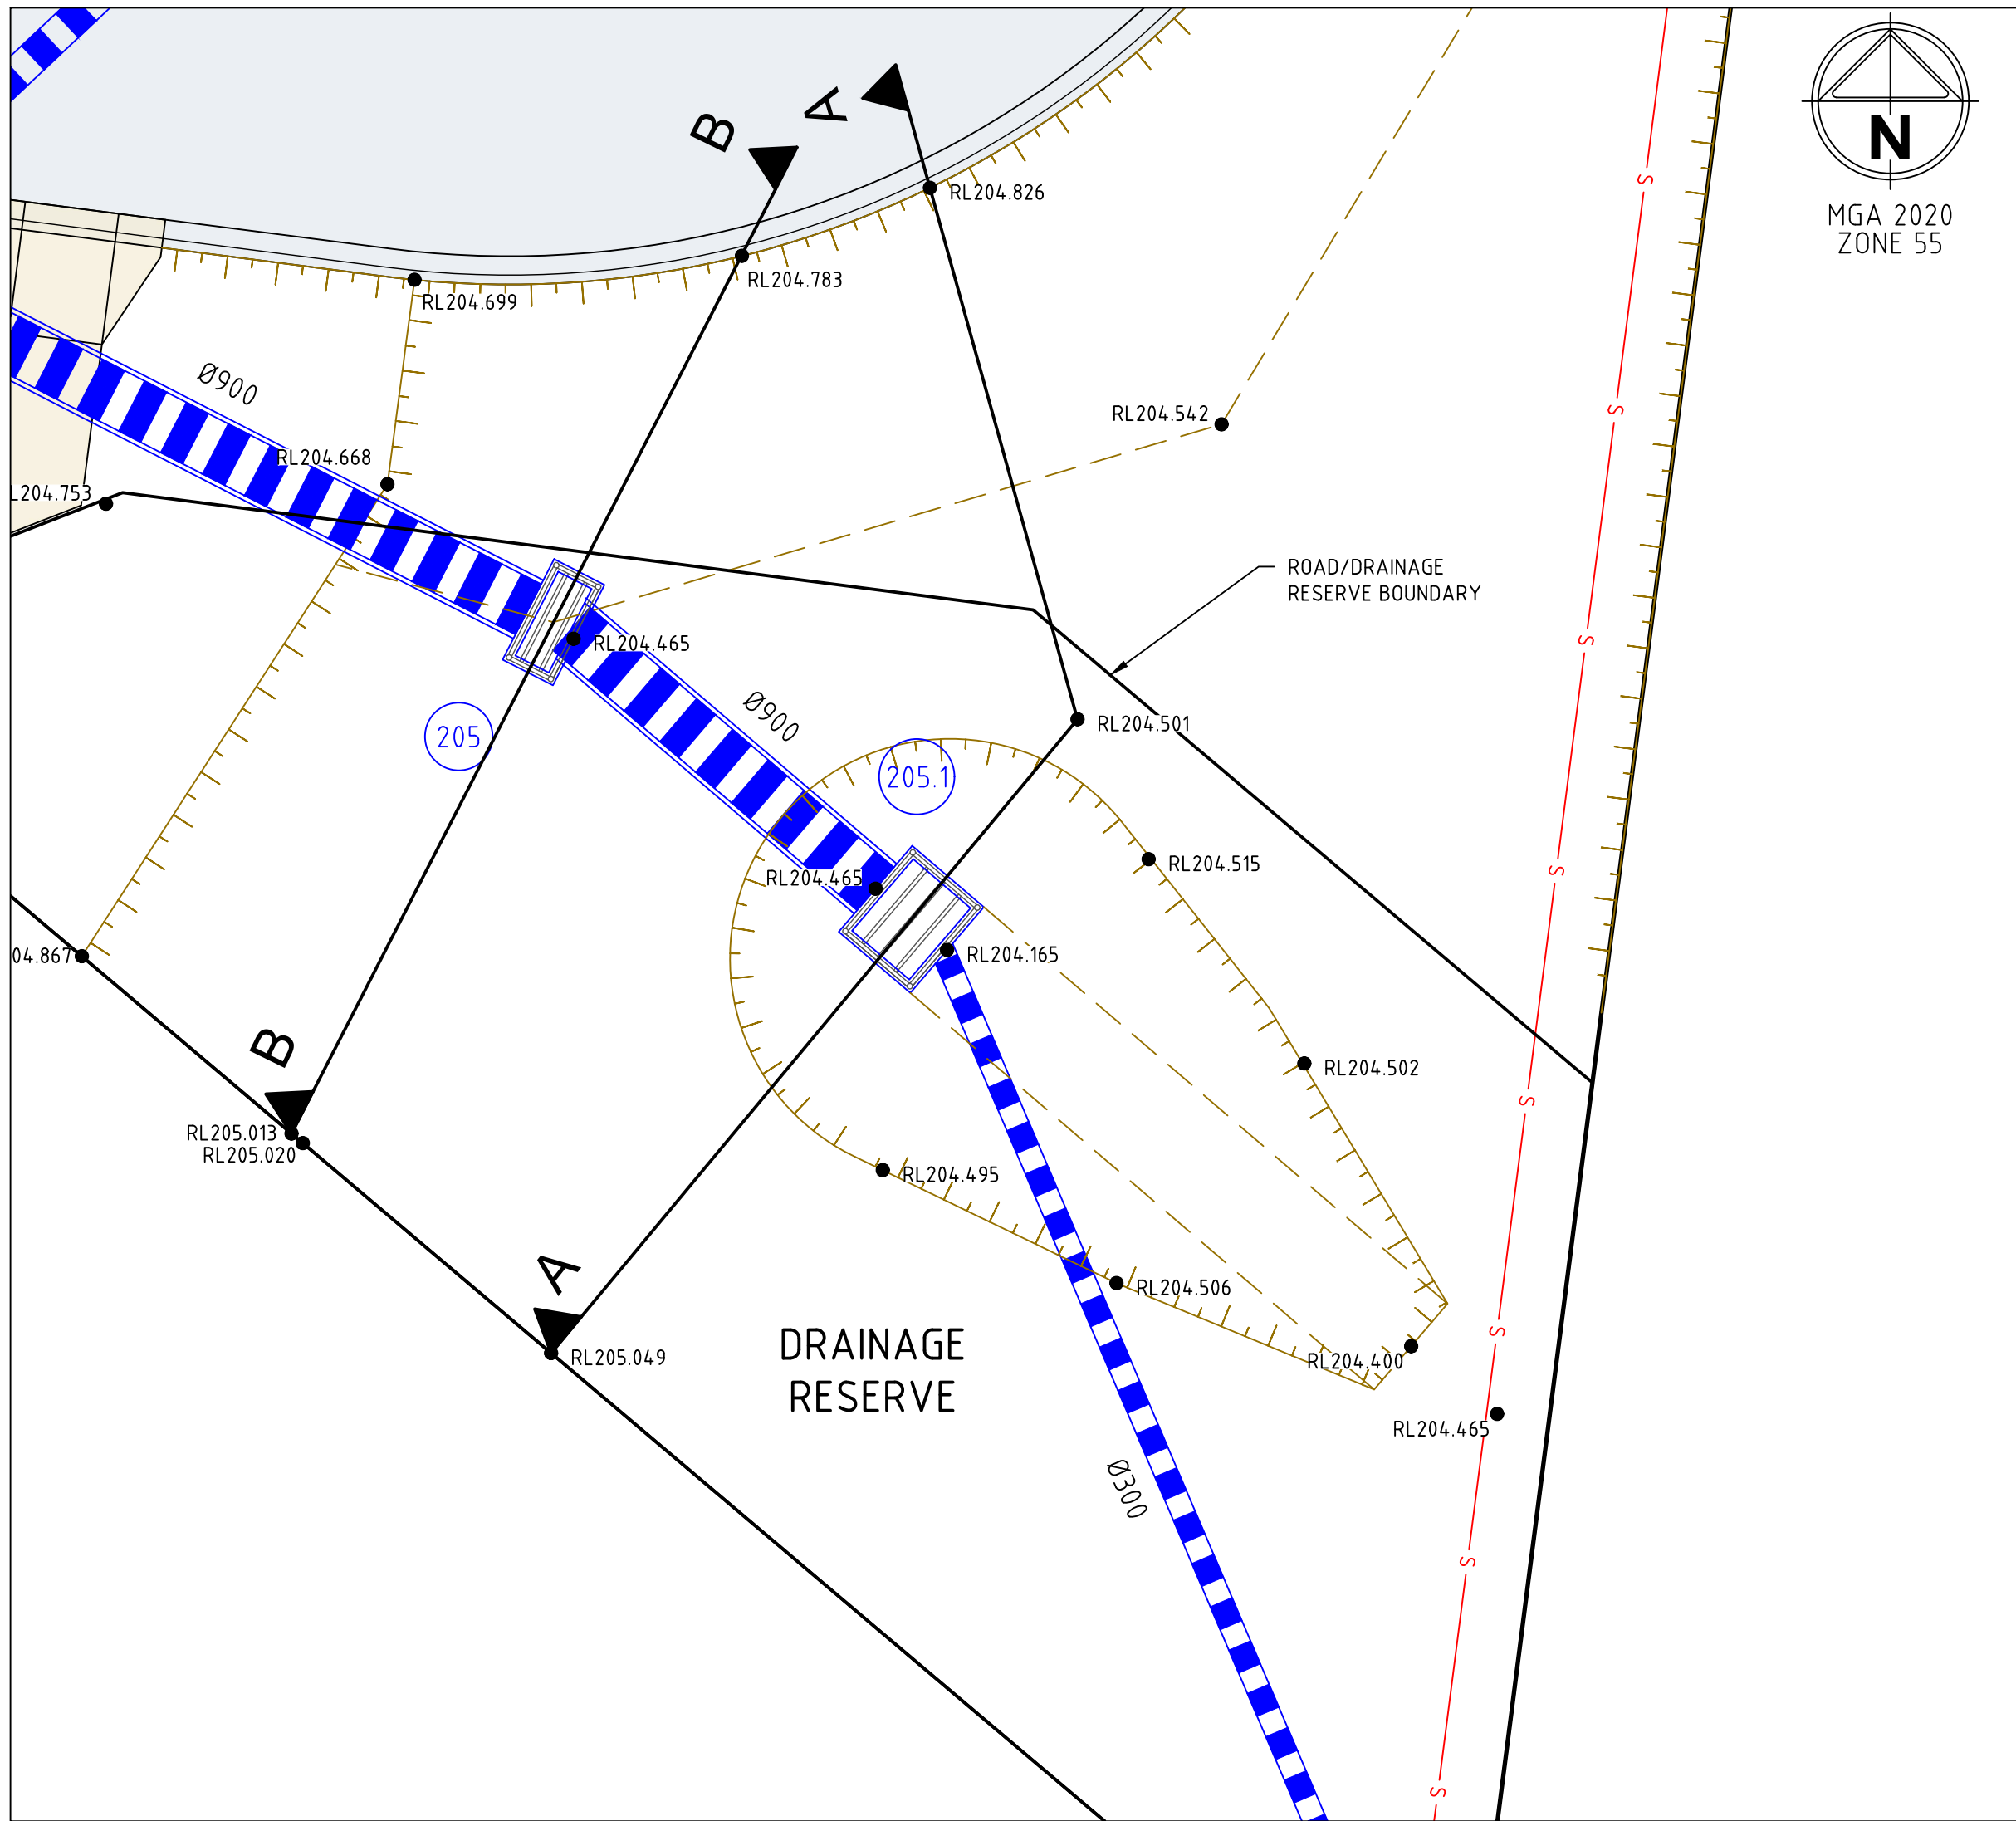 B
A
N
MGA 2020
ZONE 55
RL204.826
RL204.783
RL204.699
S
Ø900
RL204.542
S
RL204.668
L204.753
ROAD/DRAINAGE
RESERVE BOUNDARY
RL204.465
S
Ø900
RL204.501
205
205.1
RL204.515
RL204.465
S
04.867
RL204.165
B
RL204.502
S
RL205.013
RL205.020
RL204.495
A
RL204.506
RL205.049
DRAINAGE
RESERVE
S
RL204.400
RL204.465
Ø300
S
S